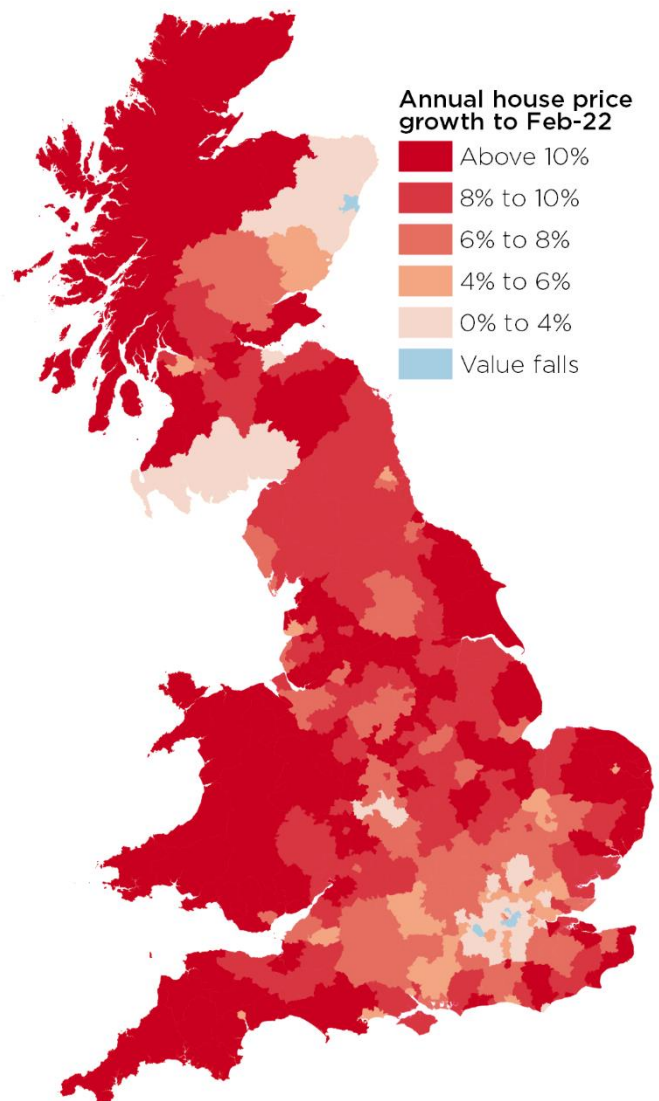 Annual house price
growth to Feb-22
Above 10%
8% to 10%
6% to 8%
4% to 6%
0% to 4%
Value falls